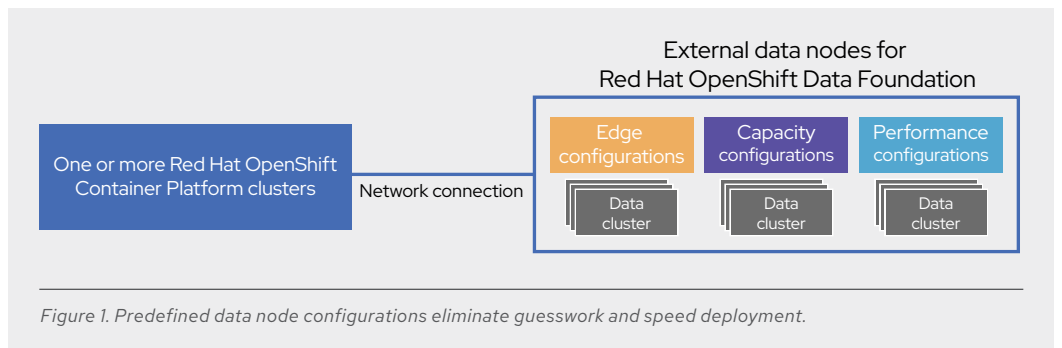 External data nodes for
Red Hat OpenShift Data Foundation
One or more Red Hat OpenShift
Container Platform clusters
Network connection
Edge
configurations
Capacity
configurations
Performance
configurations
Data
cluster
Data
cluster
Data
cluster
Figure 1. Predefined data node configurations eliminate guesswork and speed deployment.